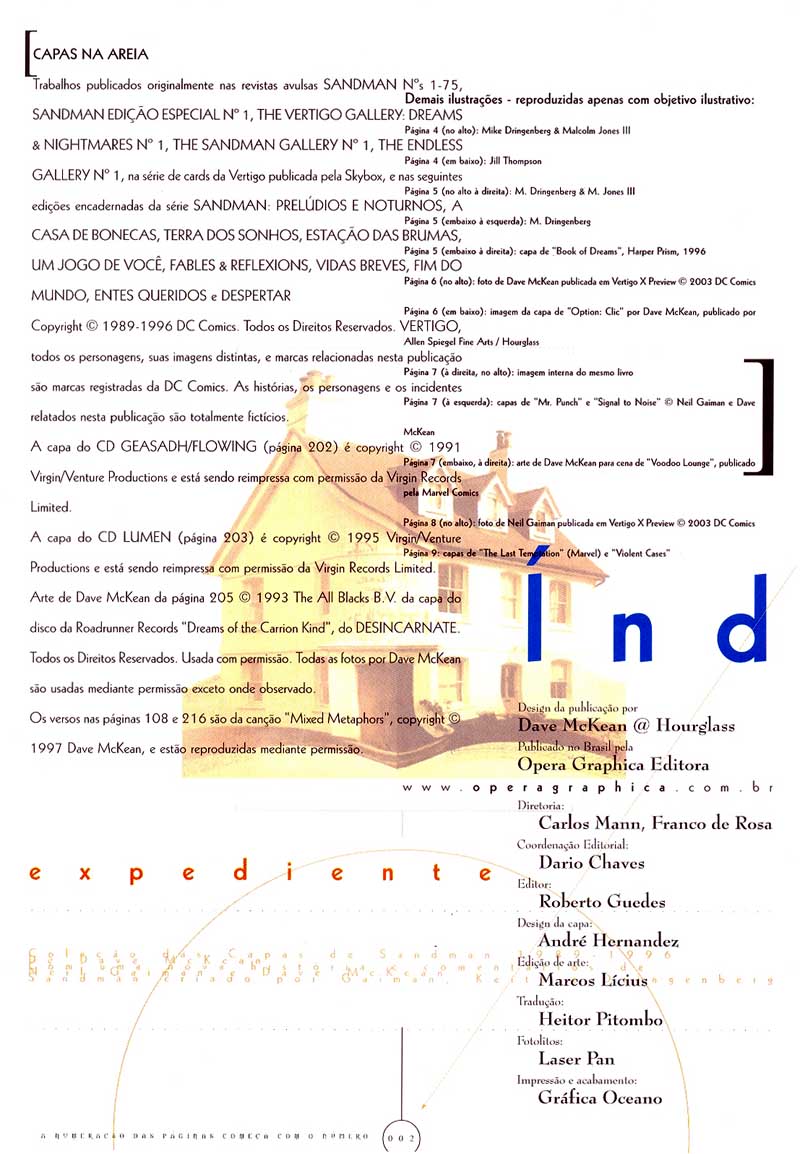 CAPAS NA AREIA
Trabalhos publicados originalmente nas revistas avulsas SANDMAN Nºs 1-75,
SANDMAN EDIÇÃO ESPECIAL Nº 1, THE VERTIGO GALLERY: DREAMS
& NIGHTMARES Nº 1, THE SANDMAN GALLERY Nº 1, THE ENDLESS
GALLERY Nº 1, na série de cards da Vertigo publicada pela Skybox, e nas seguintes
edições encadernadas da série SANDMAN: PRELÚDIOS E NOTURNOS, A
CASA DE BONECAS, TERRA DOS SONHOS, ESTAÇÃO DAS BRUMAS,
UM JOGO DE VOCÊ, FABLES & REFLEXIONS, VIDAS BREVES, FIM DO
MUNDO, ENTES QUERIDOS e DESPERTAR
Copyright © 1989-1996 DC Comics. Todos os Direitos Reservados. VERTIGO,
todos os personagens, suas imagens distintas, e marcas relacionadas nesta publicação
são marcas registradas da DC Comics. As histórias, os personagens e os incidentes
relatados nesta publicação são totalmente fictícios.
A capa do CD GEASADH/FLOWING (página 202) é copyright © 1991
Virgin/Venture Productions e está sendo reimpressa com permissão da Virgin Records
Limited.
A capa do CD LUMEN (página 203) é copyright © 1995 Virgin/Venture
Productions e está sendo reimpressa com permissão da Virgin Records Limited.
Arte de Dave McKean da página 205 © 1993 The All Blacks B.V. da capa do
disco da Roadrunner Records "Dreams of the Carrion Kind", do DESINCARNATE.
Todos os Direitos Reservados. Usada com permissão. Todas as fotos por Dave McKean
são usadas mediante permissão exceto onde observado.
Os versos nas páginas 108 e 216 são da canção "Mixed Metaphors", copyright ©
1997 Dave McKean, e estão reproduzidas mediante permissão.
Demais ilustrações - reproduzidas apenas com objetivo ilustrativo:
Página 4 (no alto): Mike Dringenberg & Malcolm Jones III
Página 4 (em baixo): Jill Thompson
Página 5 (no alto à direita): M. Dringenberg & M. Jones III
Página 5 (embaixo à esquerda): M. Dringenberg
Página 5 (embaixo à direita): capa de "Book of Dreams", Harper Prism, 1996
Página 6 (no alto): foto de Dave McKean publicada em Vertigo X Preview © 2003 DC Comics
Página 6 (em baixo): imagem da capa de "Option: Clic" por Dave McKean, publicado por
Allen Spiegel Fine Arts / Hourglass
Página 7 (à direita, no alto): imagem interna do mesmo livro
Página 7 (à esquerda): capas de "Mr. Punch" e "Signal to Noise" © Neil Gaiman e Dave
McKean
Página 7 (embaixo, à direita): arte de Dave McKean para cena de "Voodoo Lounge", publicado
pela Marvel Comics
Página 8 (no alto): foto de Neil Gaiman publicada em Vertigo X Preview © 2003 DC Comics
Página 9: capas de "The Last Temptation" (Marvel) e "Violent Cases"
Índ
Design da publicação por
Dave McKean @ Hourglass
Publicado no Brasil pela
Opera Graphica Editora
www.operagraphica.com.br
Diretoria:
Carlos Mann, Franco de Rosa
Coordenação Editorial:
Dario Chaves
Editor:
Roberto Guedes
Design da capa:
André Hernandez
Edição de arte:
Marcos Lícius
Tradução:
Heitor Pitombo
Fotolitos:
Laser Pan
Impressão e acabamento:
Gráfica Oceano
expediente
Coleção das Capas de Sandman 1989-1996
De Dave McKean
Com uma nova história e comentários de
Neil Gaiman e Dave McKean
Sandman criado por Gaiman, Kei
A NUMERAÇÃO DAS PÁGINAS COMEÇA COM O NÚMERO
002